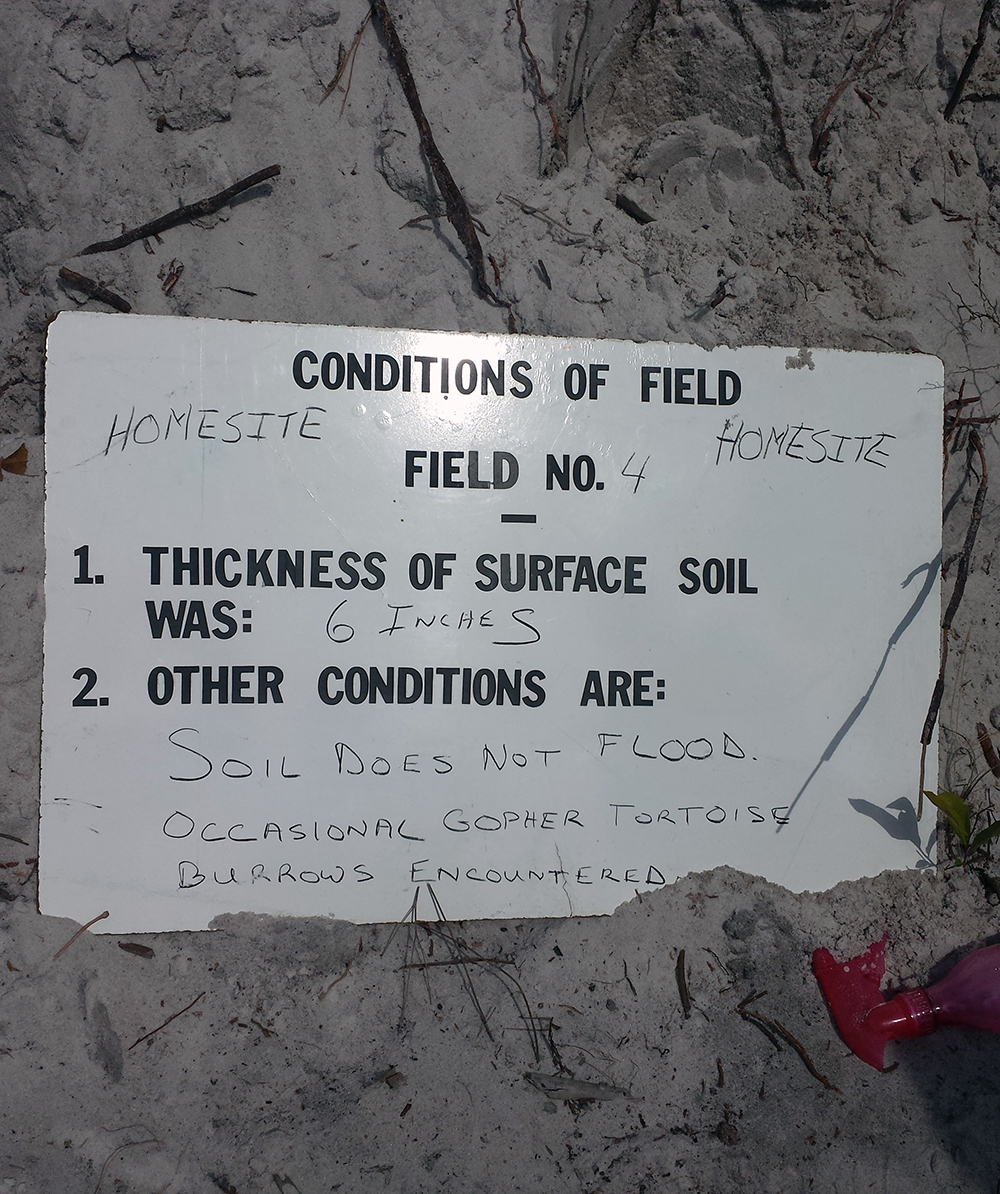 CONDITIONS OF FIELD
HOMESITE HOMESITE
FIELD NO. 4
–
1. THICKNESS OF SURFACE SOIL
WAS: 6 INCHES
2. OTHER CONDITIONS ARE:
SOIL DOES NOT FLOOD.
OCCASIONAL GOPHER TORTOISE
BURROWS ENCOUNTERED.